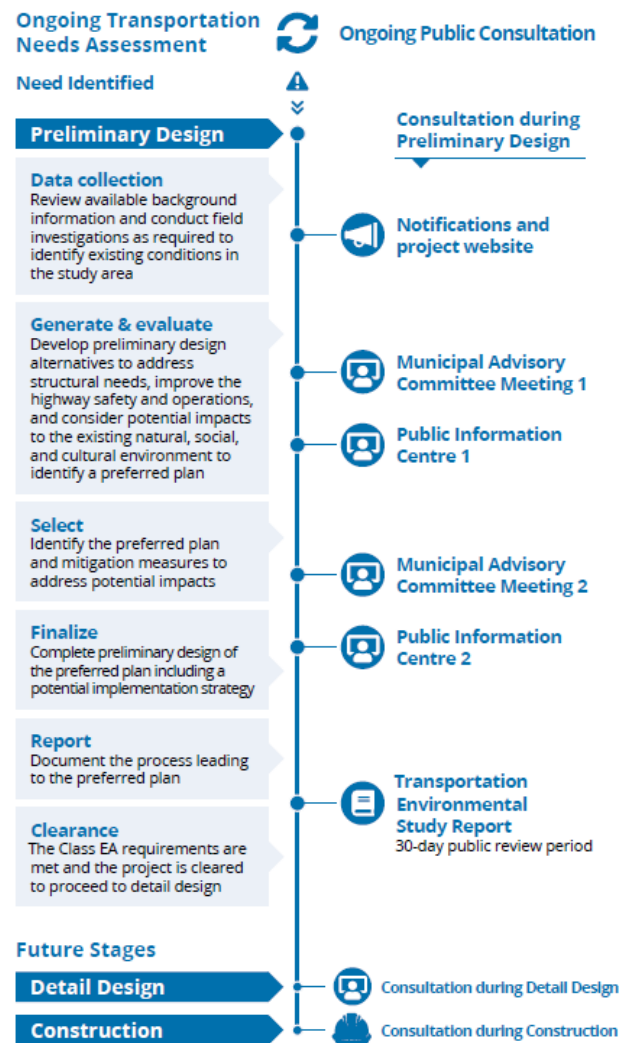 Ongoing Transportation
Needs Assessment
Ongoing Public Consultation
Need Identified
Preliminary Design
Consultation during
Preliminary Design
Data collection
Review available background
information and conduct field
investigations as required to
identify existing conditions in
the study area
Notifications and
project website
Generate & evaluate
Develop preliminary design
alternatives to address
structural needs, improve the
highway safety and operations,
and consider potential impacts
to the existing natural, social,
and cultural environment to
identify a preferred plan
Municipal Advisory
Committee Meeting 1
Public Information
Centre 1
Select
Identify the preferred plan
and mitigation measures to
address potential impacts
Municipal Advisory
Committee Meeting 2
Finalize
Complete preliminary design of
the preferred plan including a
potential implementation strategy
Public Information
Centre 2
Report
Document the process leading
to the preferred plan
Transportation
Environmental
Study Report
30-day public review period
Clearance
The Class EA requirements are
met and the project is cleared
to proceed to detail design
Future Stages
Detail Design
Consultation during Detail Design
Construction
Consultation during Construction